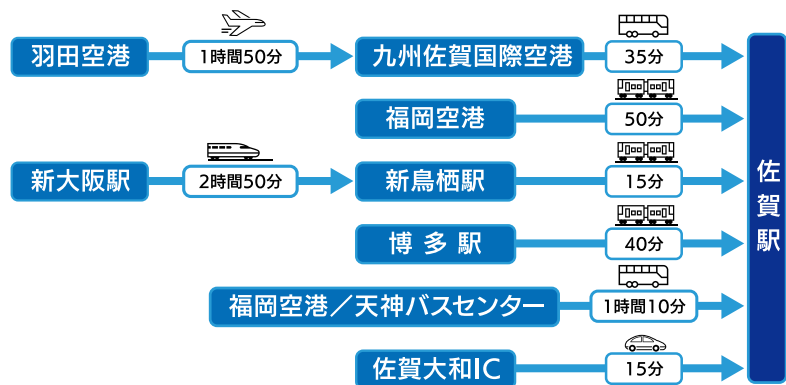 羽田空港 1時間50分 九州佐賀国際空港 35分
福岡空港 50分
新大阪駅 2時間50分 新鳥栖駅 15分
博多駅 40分
福岡空港／天神バスセンター 1時間10分
佐賀大和IC 15分
佐賀駅